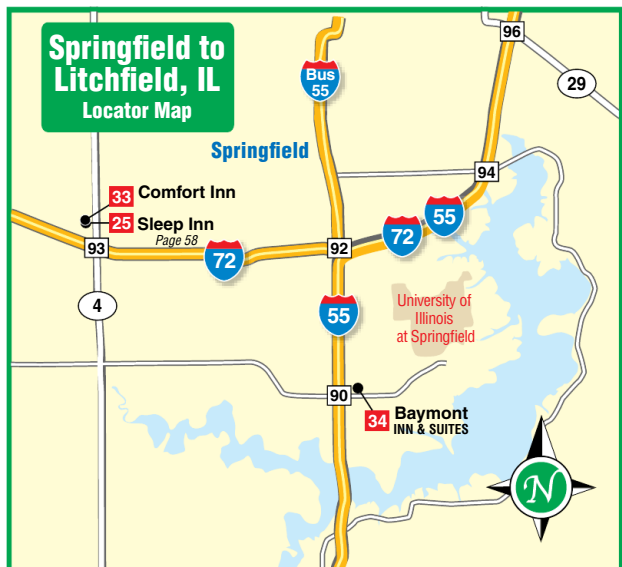 Springfield to
Litchfield, IL
Locator Map
96
Bus
55
29
Springfield
94
33 Comfort Inn
25 Sleep Inn
Page 58
55
72
93
72
92
4
55
University of
Illinois
at Springfield
90
34 Baymont
INN & SUITES
N